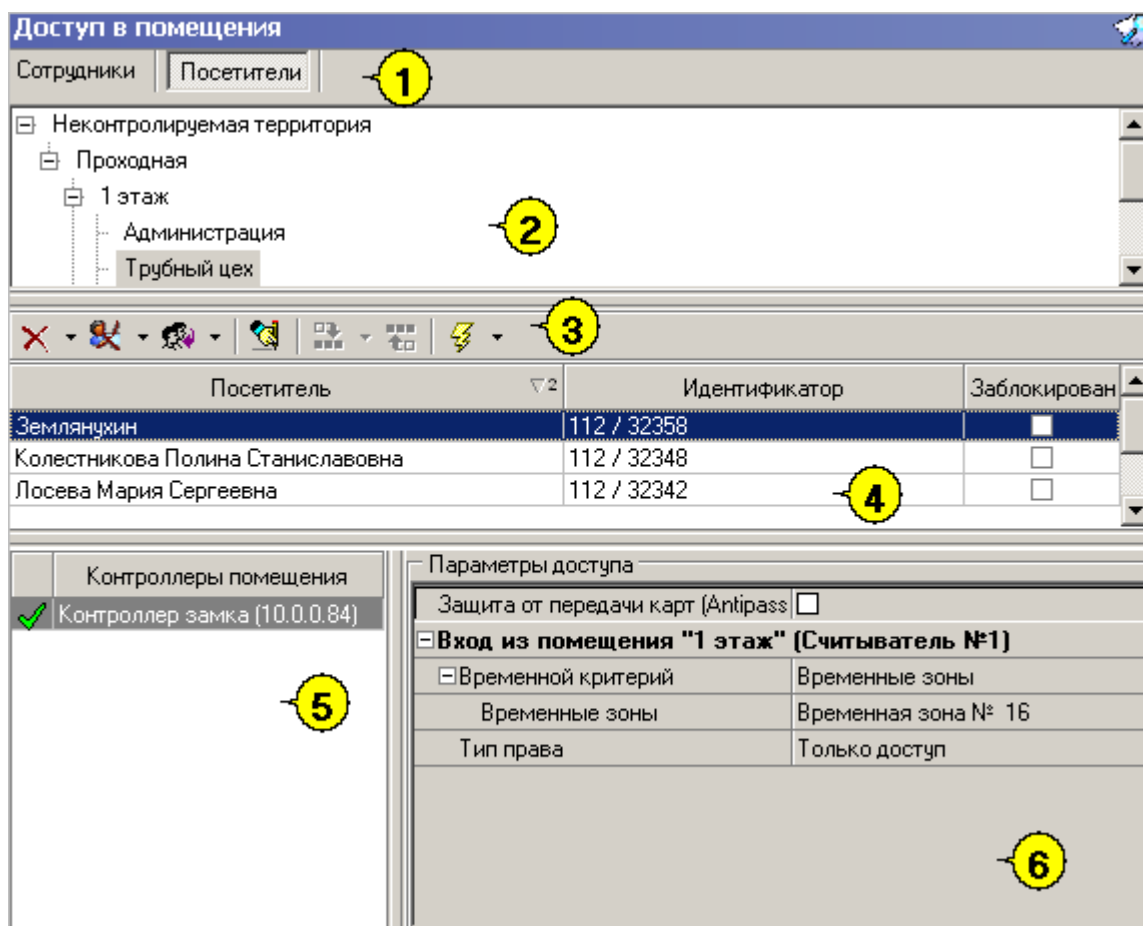 Доступ в помещения
Сотрудники Посетители 1
Неконтролируемая территория
Проходная
1 этаж
Администрация 2
Трубный цех
3
Посетитель 2 Идентификатор Заблокирован
Землянухин 112 / 32358
Колестникова Полина Станиславовна 112 / 32348
Лосева Мария Сергеевна 112 / 32342 4
Контроллеры помещения
Контроллер замка (10.0.0.84)
5
Параметры доступа
Защита от передачи карт (Antipass
Вход из помещения "1 этаж" (Считыватель №1)
Временной критерий Временные зоны
Временные зоны Временная зона № 16
Тип права Только доступ
6